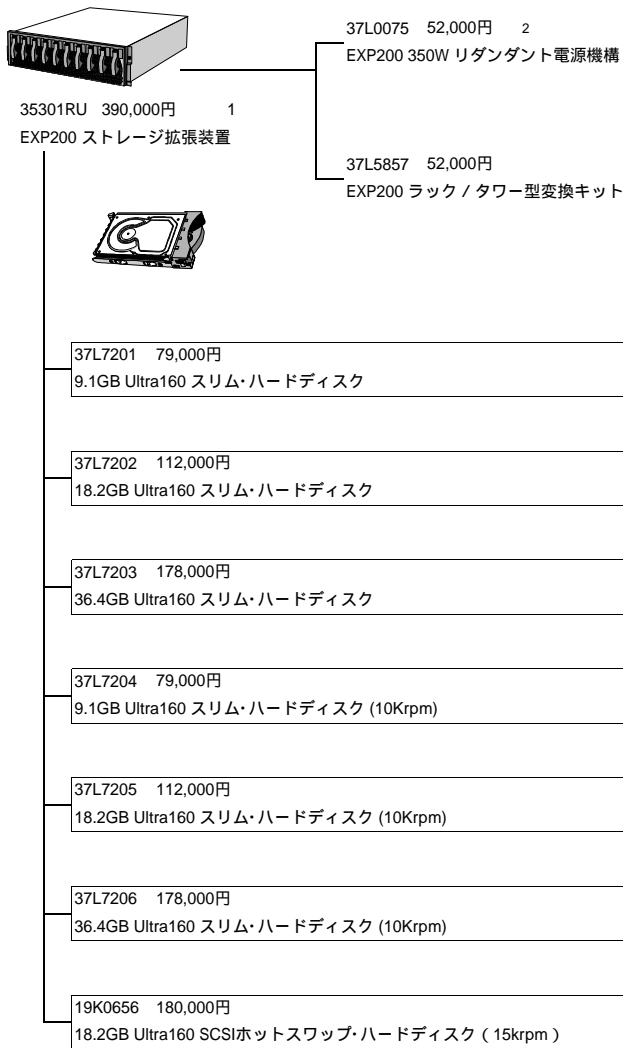 37L0075 52,000円 2
EXP200 350W リダンダント電源機構
35301RU 390,000円 1
EXP200 ストレージ拡張装置
37L5857 52,000円
EXP200 ラック / タワー型変換キット
37L7201 79,000円
9.1GB Ultra160 スリム・ハードディスク
37L7202 112,000円
18.2GB Ultra160 スリム・ハードディスク
37L7203 178,000円
36.4GB Ultra160 スリム・ハードディスク
37L7204 79,000円
9.1GB Ultra160 スリム・ハードディスク (10Krpm)
37L7205 112,000円
18.2GB Ultra160 スリム・ハードディスク (10Krpm)
37L7206 178,000円
36.4GB Ultra160 スリム・ハードディスク (10Krpm)
19K0656 180,000円
18.2GB Ultra160 SCSIホットスワップ・ハードディスク ( 15krpm )